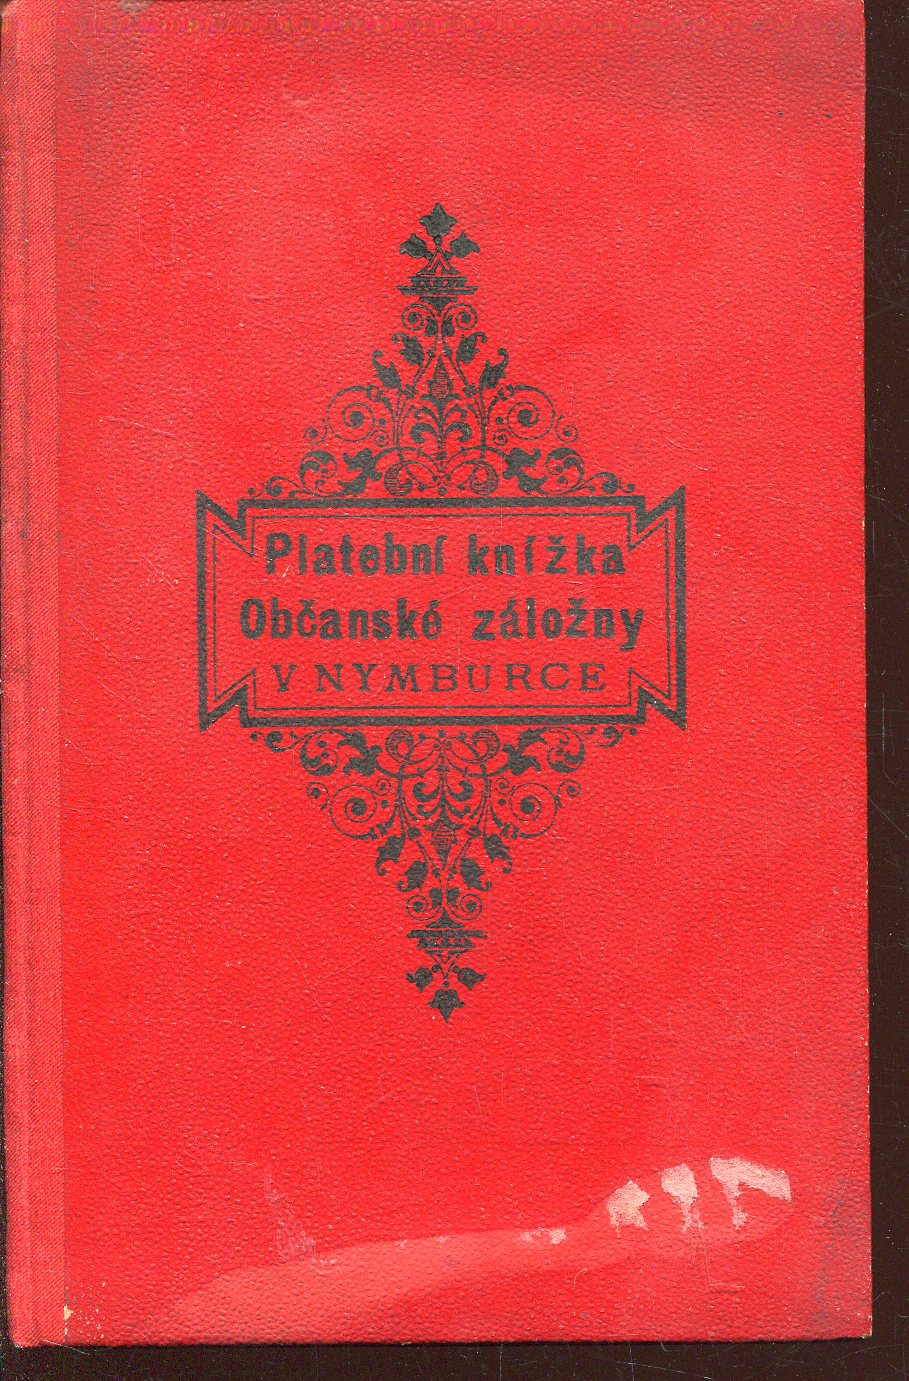 Platební knížka
Občanské záložny
V NYMBURCE